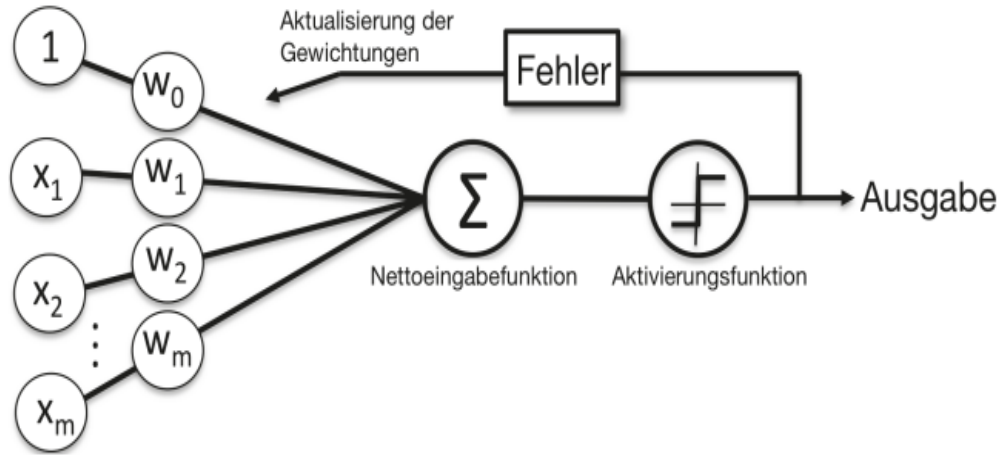 1
w₀
Aktualisierung der
Gewichtungen
Fehler
x₁
w₁
Σ
Ausgabe
x₂
w₂
Nettoeingabefunktion
Aktivierungsfunktion
⋮
xₘ
wₘ